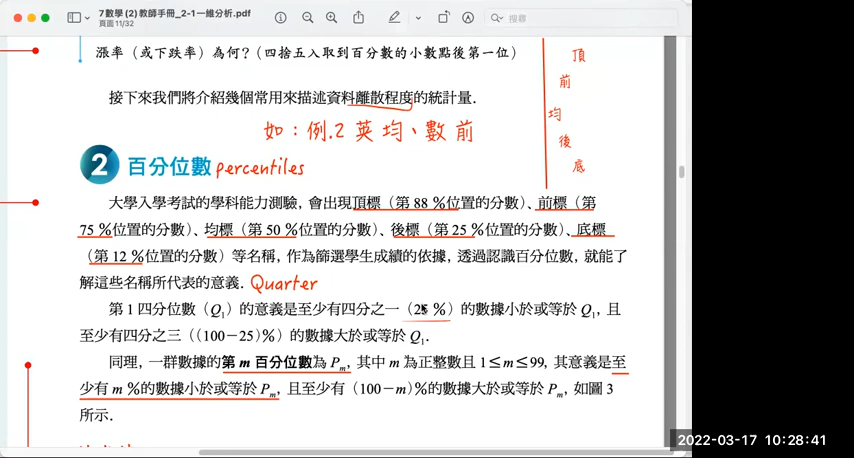 7數學 (2) 教師手冊_2-1一維分析.pdf
頁面11/32
搜尋
漲率（或下跌率）為何？（四捨五入取到百分數的小數點後第一位）
頂
前
均
後
底
接下來我們將介紹幾個常用來描述資料離散程度的統計量．
如：例.2 英均、數前
2 百分位數 percentiles
大學入學考試的學科能力測驗，會出現頂標（第 88 %位置的分數）、前標（第
75 %位置的分數）、均標（第 50 %位置的分數）、後標（第 25 %位置的分數）、底標
（第 12 %位置的分數）等名稱，作為篩選學生成績的依據，透過認識百分位數，就能了
解這些名稱所代表的意義．Quarter
第 1 四分位數（Q₁）的意義是至少有四分之一（25 %）的數據小於或等於 Q₁，且
至少有四分之三（(100－25)％）的數據大於或等於 Q₁．
同理，一群數據的第 m 百分位數為 Pₘ，其中 m 為正整數且 1≤m≤99，其意義是至
少有 m %的數據小於或等於 Pₘ，且至少有（100－m）％的數據大於或等於 Pₘ，如圖 3
所示．
2022-03-17 10:28:41